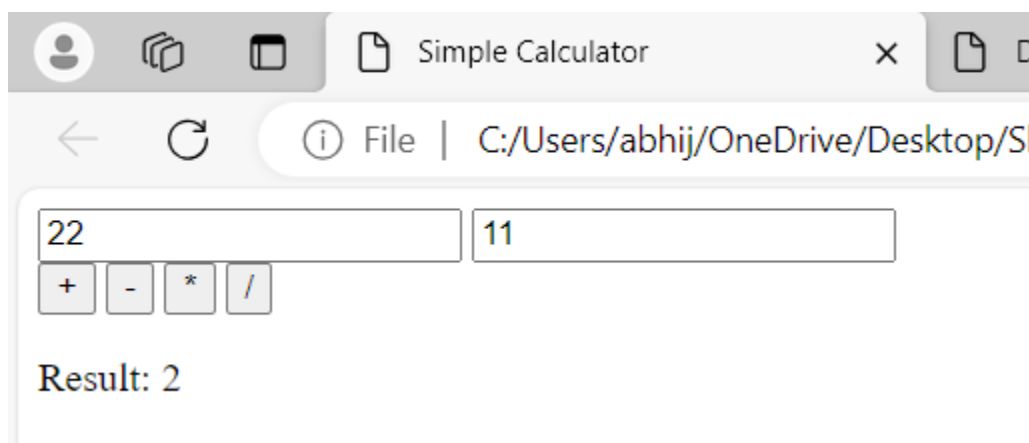 Simple Calculator
File | C:/Users/abhij/OneDrive/Desktop/
22 11
+ - * /
Result: 2